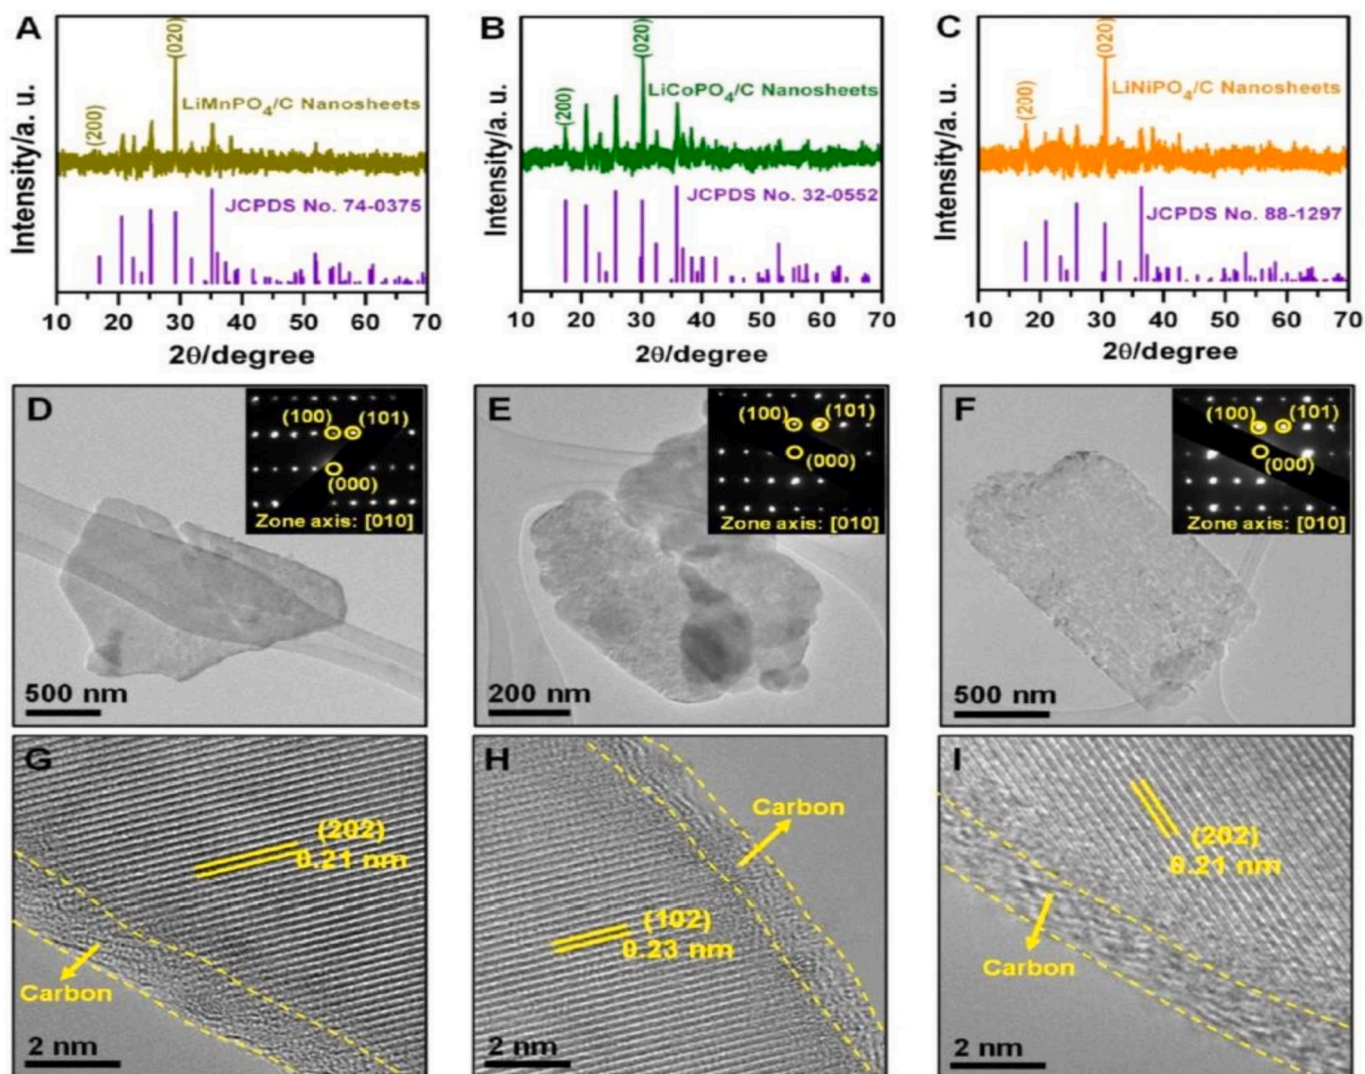 A
(020)
LiMnPO4/C Nanosheets
(200)
JCPDS No. 74-0375
Intensity/a. u.
10 20 30 40 50 60 70
2θ/degree
B
(020)
LiCoPO4/C Nanosheets
(200)
JCPDS No. 32-0552
Intensity/a. u.
10 20 30 40 50 60 70
2θ/degree
C
(020)
LiNiPO4/C Nanosheets
(200)
JCPDS No. 88-1297
Intensity/a. u.
10 20 30 40 50 60 70
2θ/degree
D
(100) (101)
(000)
Zone axis: [010]
500 nm
E
(100) (101)
(000)
Zone axis: [010]
200 nm
F
(100) (101)
(000)
Zone axis: [010]
500 nm
G
(202)
0.21 nm
Carbon
2 nm
H
Carbon
(102)
0.23 nm
2 nm
I
(202)
0.21 nm
Carbon
2 nm